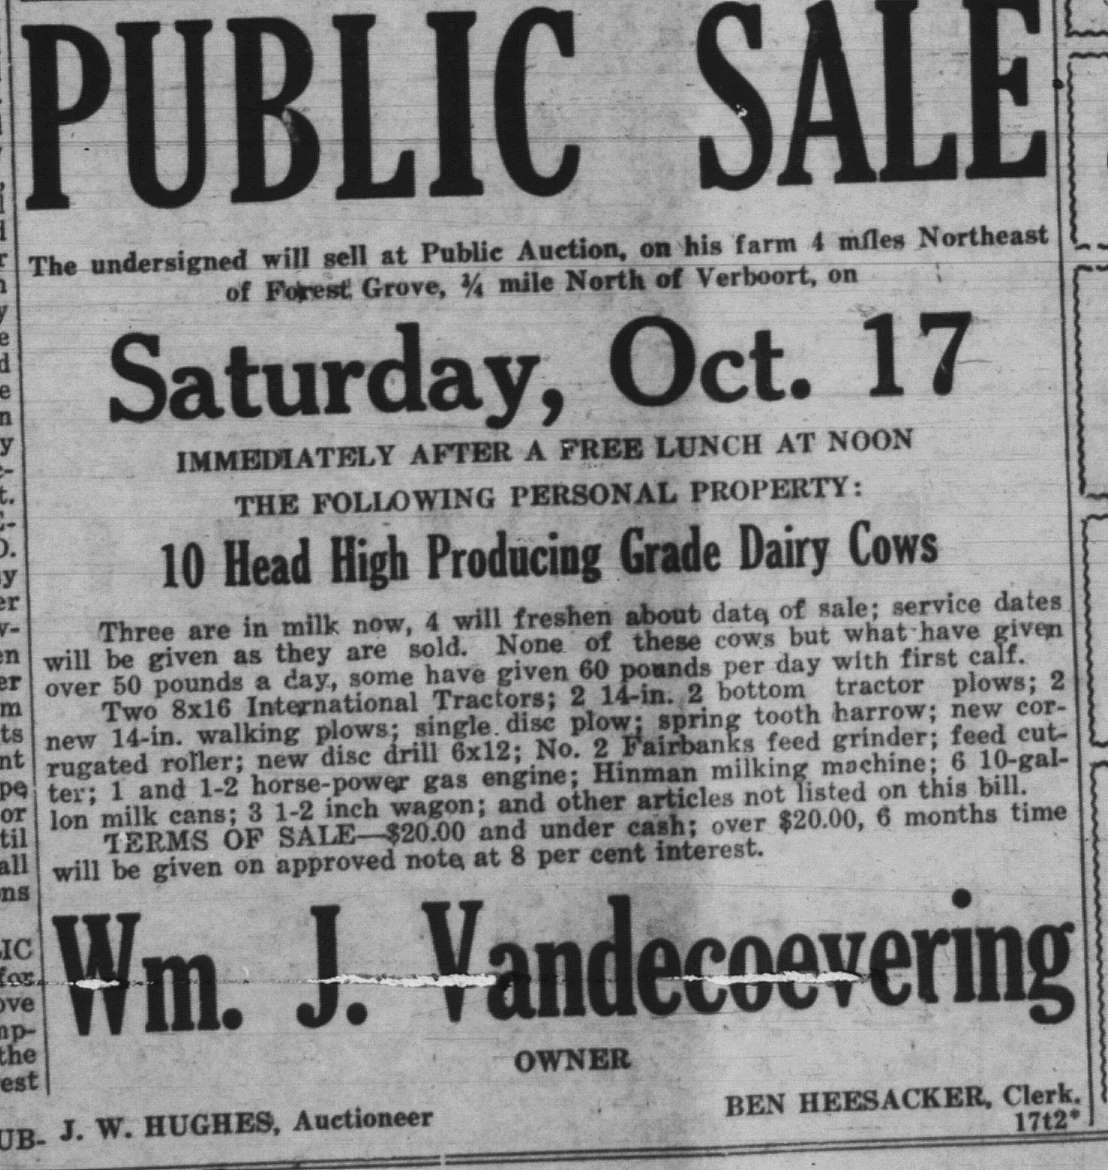 PUBLIC SALE
The undersigned will sell at Public Auction, on his farm 4 miles Northeast
of Forest Grove, ¾ mile North of Verboort, on
Saturday, Oct. 17
IMMEDIATELY AFTER A FREE LUNCH AT NOON
THE FOLLOWING PERSONAL PROPERTY:
10 Head High Producing Grade Dairy Cows
Three are in milk now, 4 will freshen about date of sale; service dates
will be given as they are sold. None of these cows but what have given
over 50 pounds a day, some have given 60 pounds per day with first calf.
Two 8x16 International Tractors; 2 14-in. 2 bottom tractor plows; 2
new 14-in. walking plows; single disc plow; spring tooth harrow; new cor-
rugated roller; new disc drill 6x12; No. 2 Fairbanks feed grinder; feed cut-
ter; 1 and 1-2 horse-power gas engine; Hinman milking machine; 6 10-gal-
lon milk cans; 3 1-2 inch wagon; and other articles not listed on this bill.
TERMS OF SALE—$20.00 and under cash; over $20.00, 6 months time
will be given on approved note, at 8 per cent interest.
Wm. J. Vandecoevering
OWNER
J. W. HUGHES, Auctioneer
BEN HEESACKER, Clerk.
17t2*